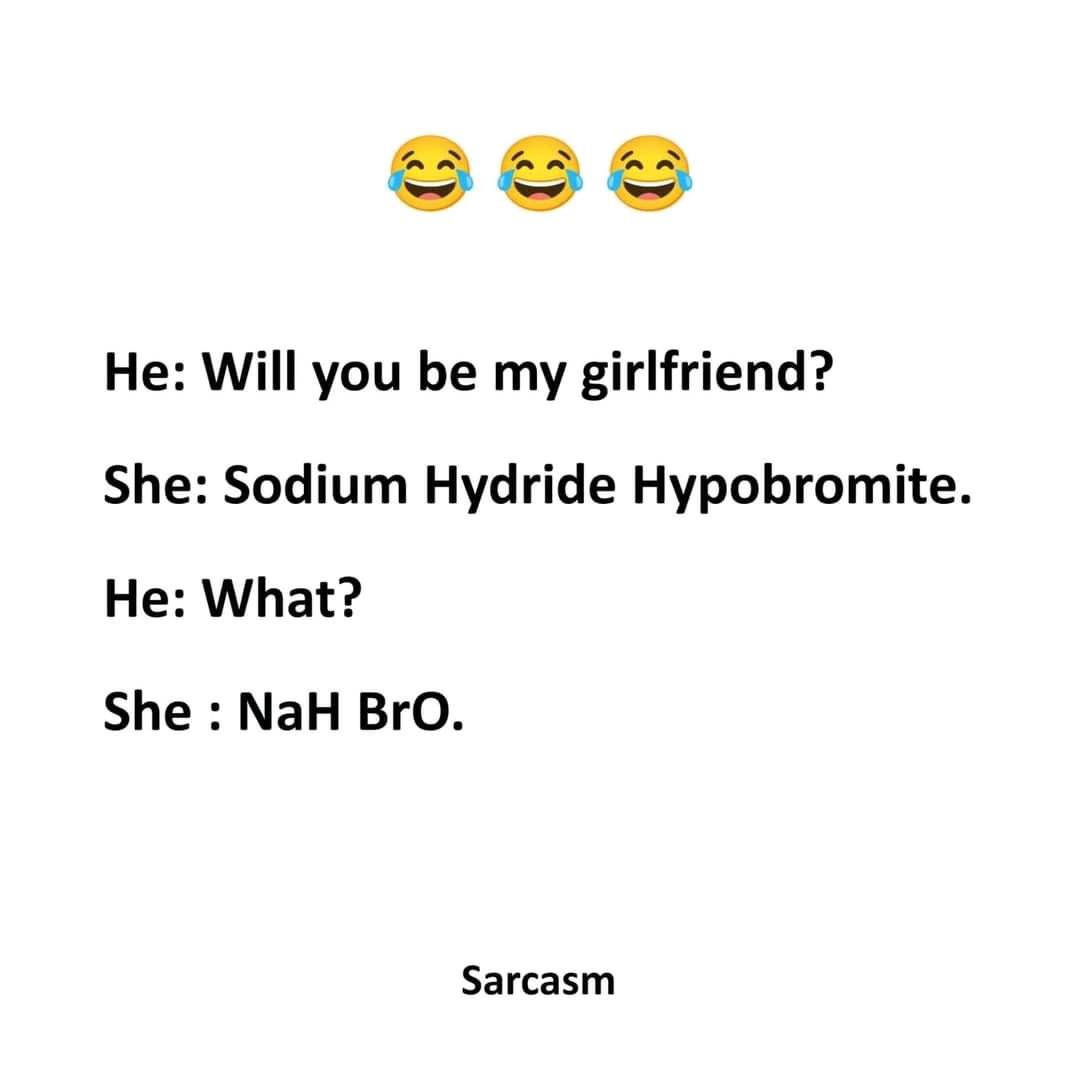 😂 😂 😂
He: Will you be my girlfriend?
She: Sodium Hydride Hypobromite.
He: What?
She : NaH BrO.
Sarcasm